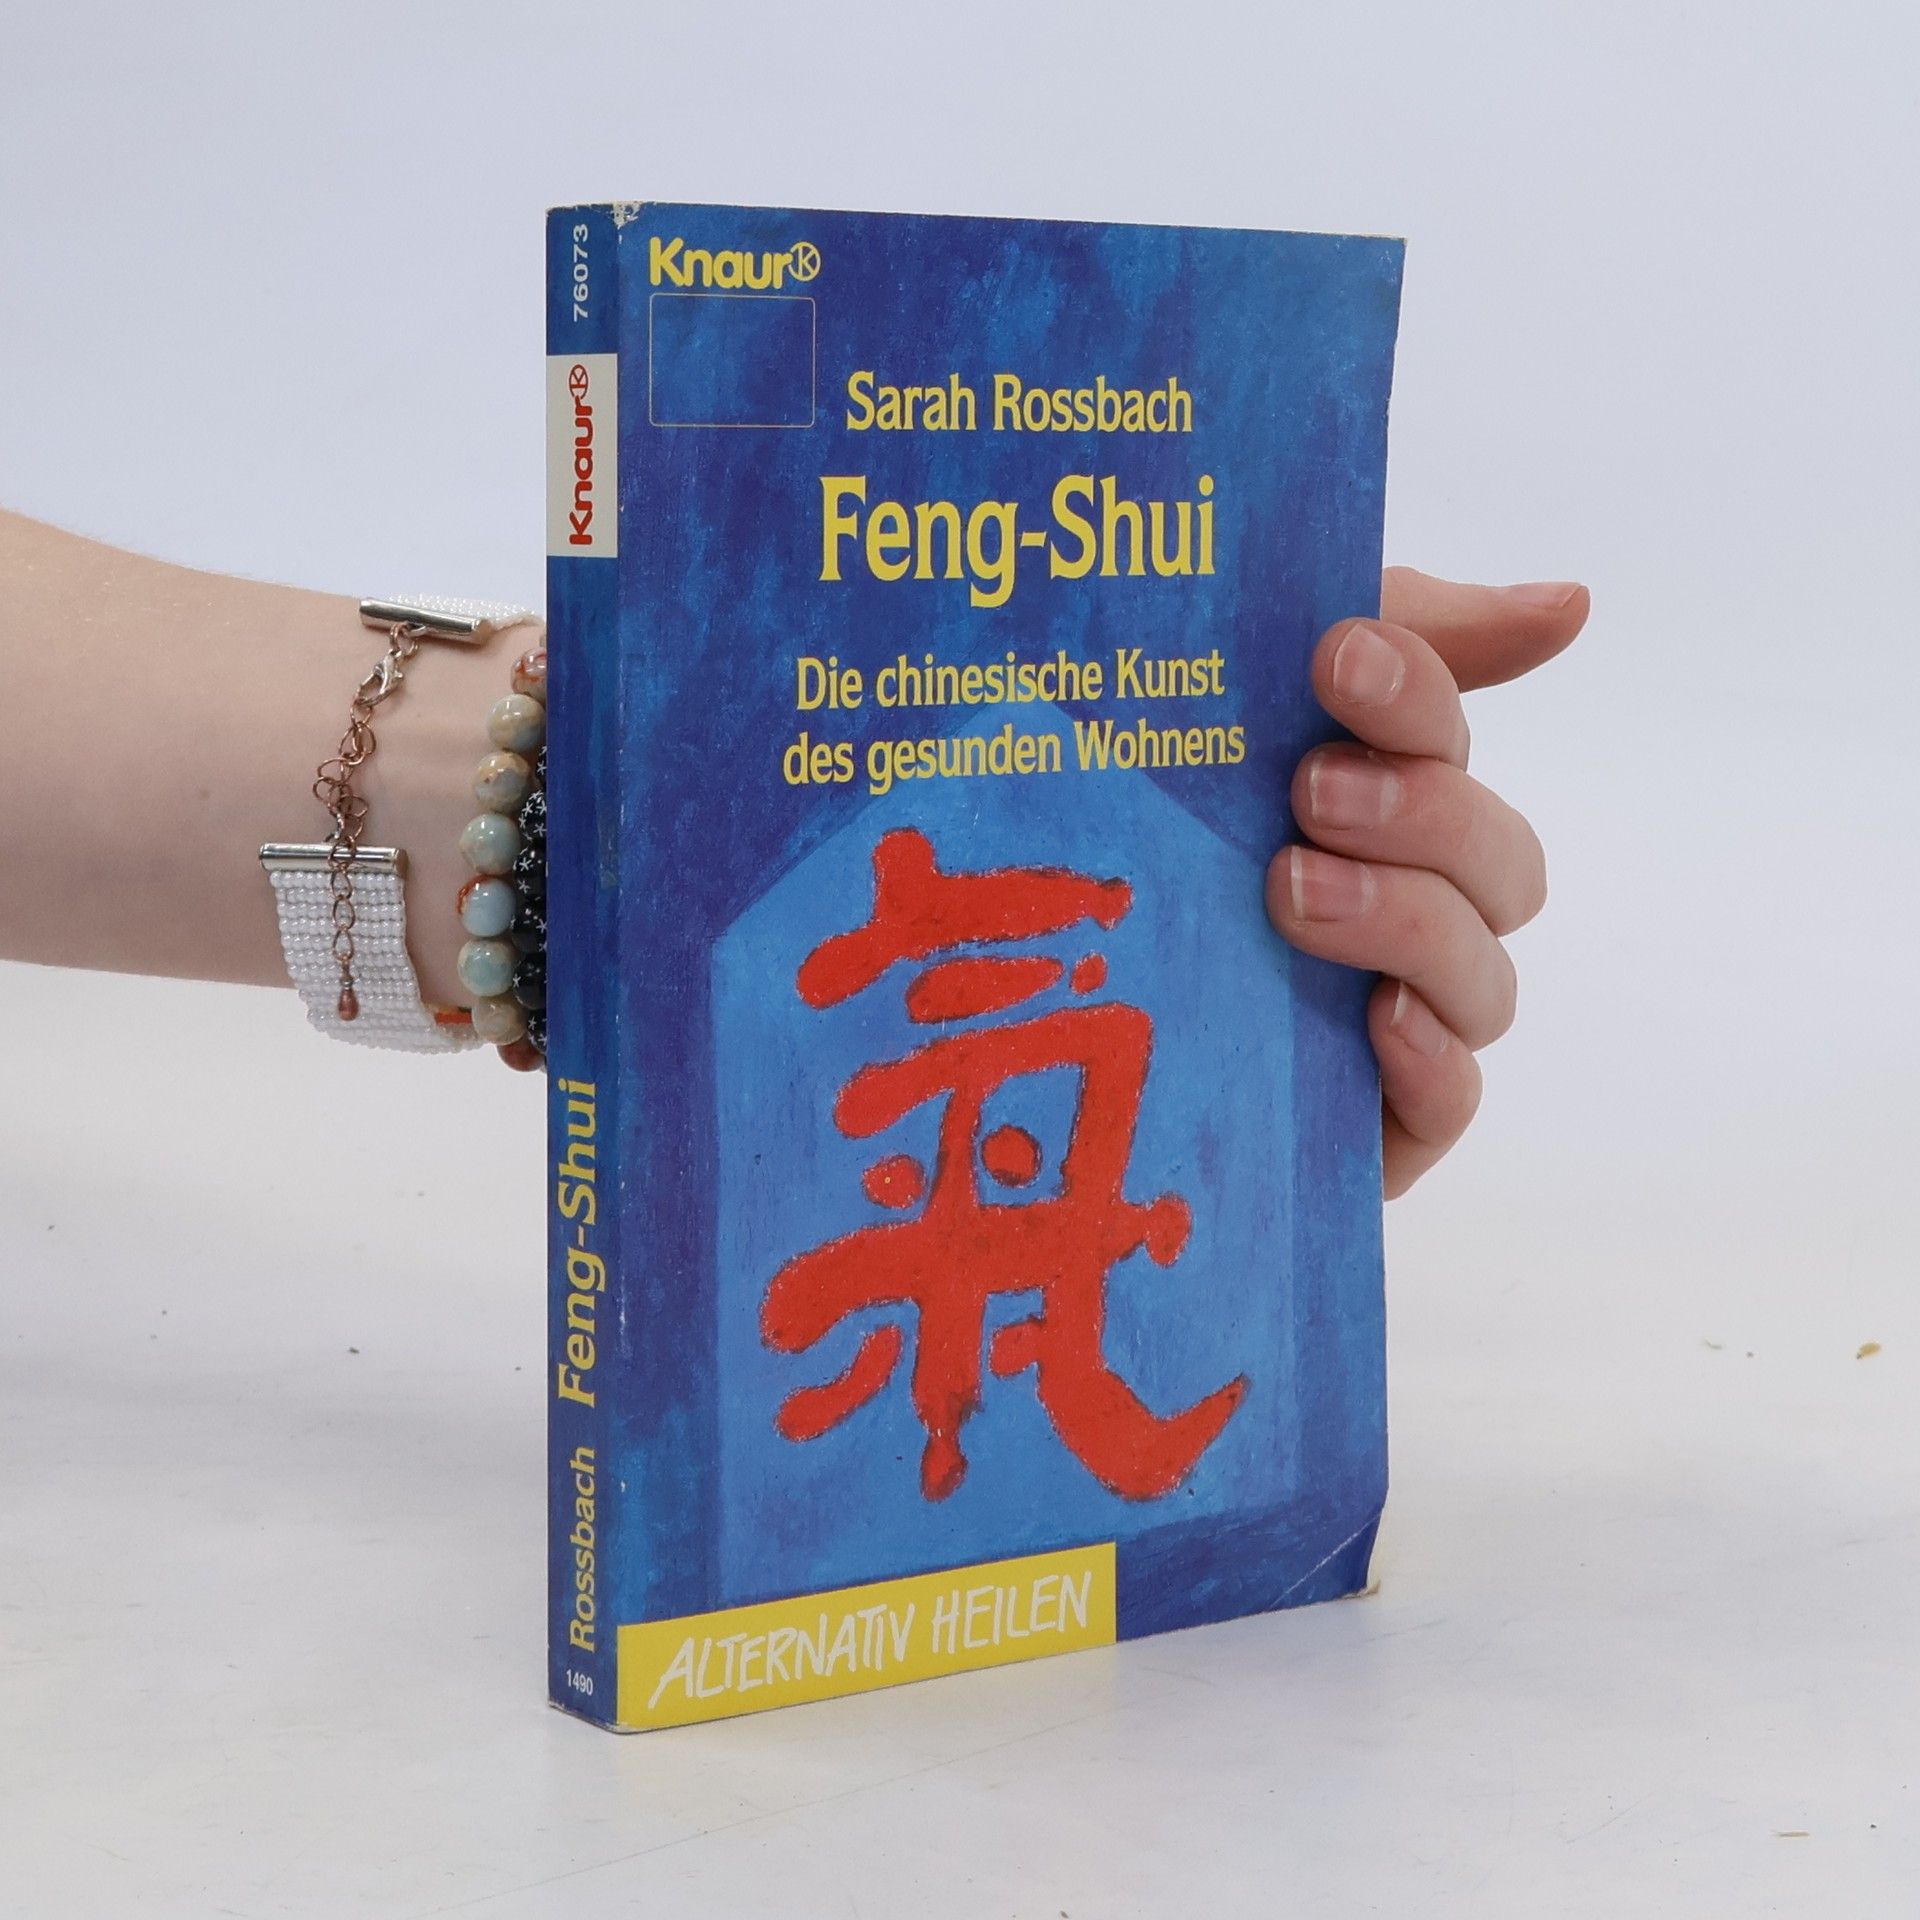 76073
Knaur
Rossbach Feng-Shui
1490
Knaur
Sarah Rossbach
Feng-Shui
Die chinesische Kunst
des gesunden Wohnens
氣
ALTERNATIV HEILEN